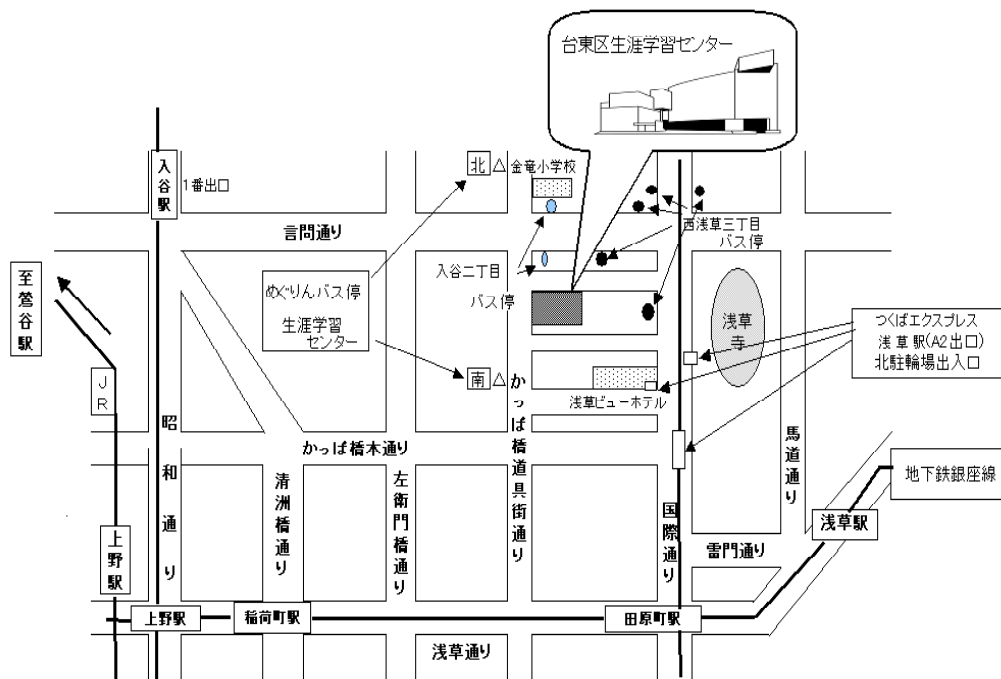 台東区生涯学習センター
入谷駅
1番出口
北
△
金竜小学校
言問通り
西浅草三丁目
バス停
至鶯谷駅
めぐりんバス停
生涯学習
センター
入谷二丁目
バス停
浅草
寺
つくばエクスプレス
浅草駅(A2出口)
北駐輪場出入口
南
△
JR
浅草ビューホテル
かっぱ橋道具街通り
昭和通り
かっぱ橋木通り
馬道通り
清洲橋通り
左衛門橋通り
国際通り
地下鉄銀座線
浅草駅
雷門通り
上野駅
上野駅
稲荷町駅
田原町駅
浅草通り